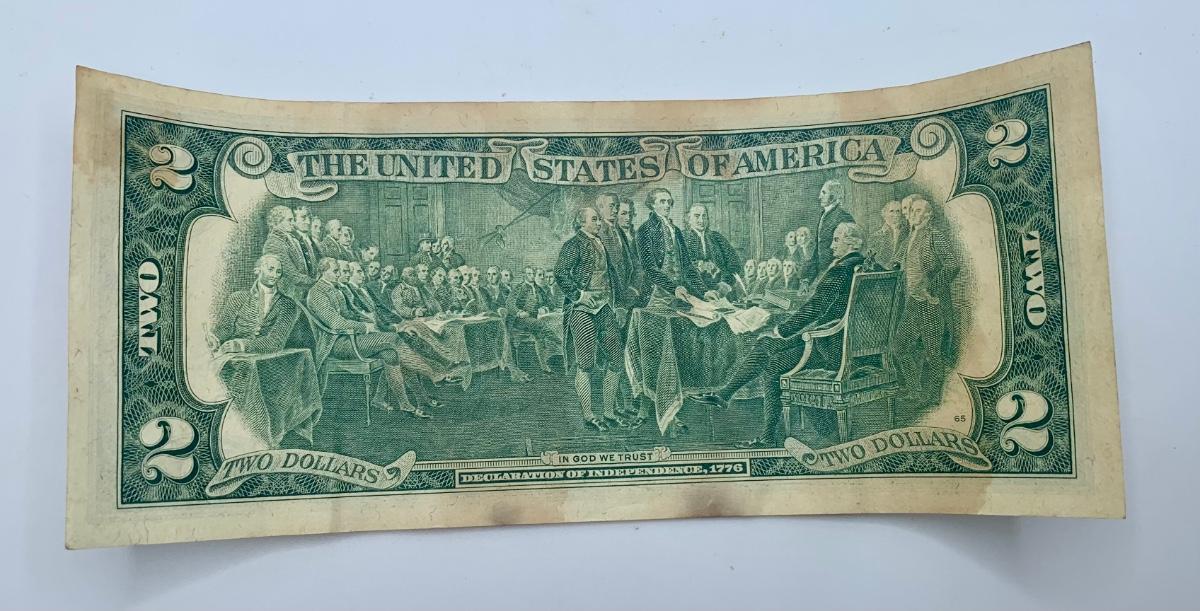 2 2
THE UNITED STATES OF AMERICA
TWO TWO
65
2 2
TWO DOLLARS TWO DOLLARS
IN GOD WE TRUST
DECLARATION OF INDEPENDENCE, 1776